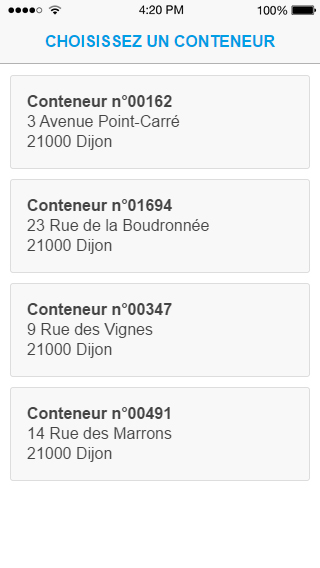 4:20 PM 100%
CHOISISSEZ UN CONTENEUR
Conteneur n°00162
3 Avenue Point-Carré
21000 Dijon
Conteneur n°01694
23 Rue de la Boudronnée
21000 Dijon
Conteneur n°00347
9 Rue des Vignes
21000 Dijon
Conteneur n°00491
14 Rue des Marrons
21000 Dijon